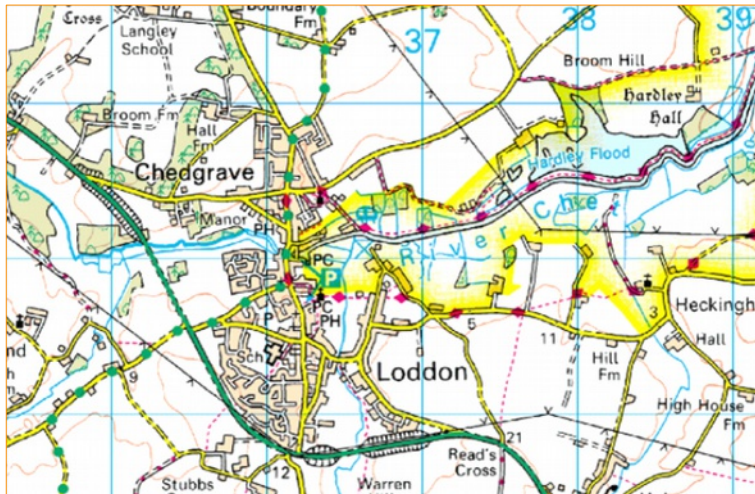 Cross
Langley
School
Boundary
Fm
37
38
39
Broom Hill
Hardley
Hall
Broom Fm
Hall
Fm
Chedgrave
Hardley Flood
Manor
PH
River Chet
PC
P
PC
PH
P
Sch
Loddon
5
11
3
Hall
Hill
Fm
9
High House
Fm
21
Read's
Cross
12
Stubbs
Warren